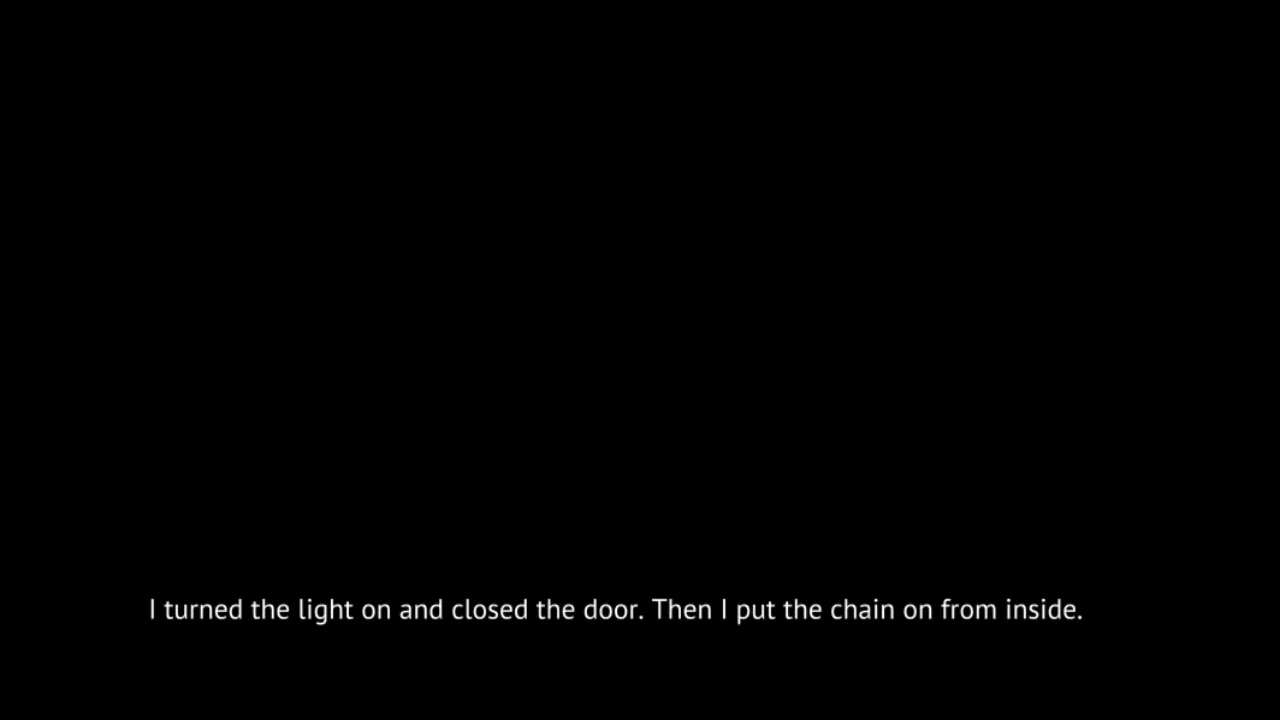 I turned the light on and closed the door. Then I put the chain on from inside.